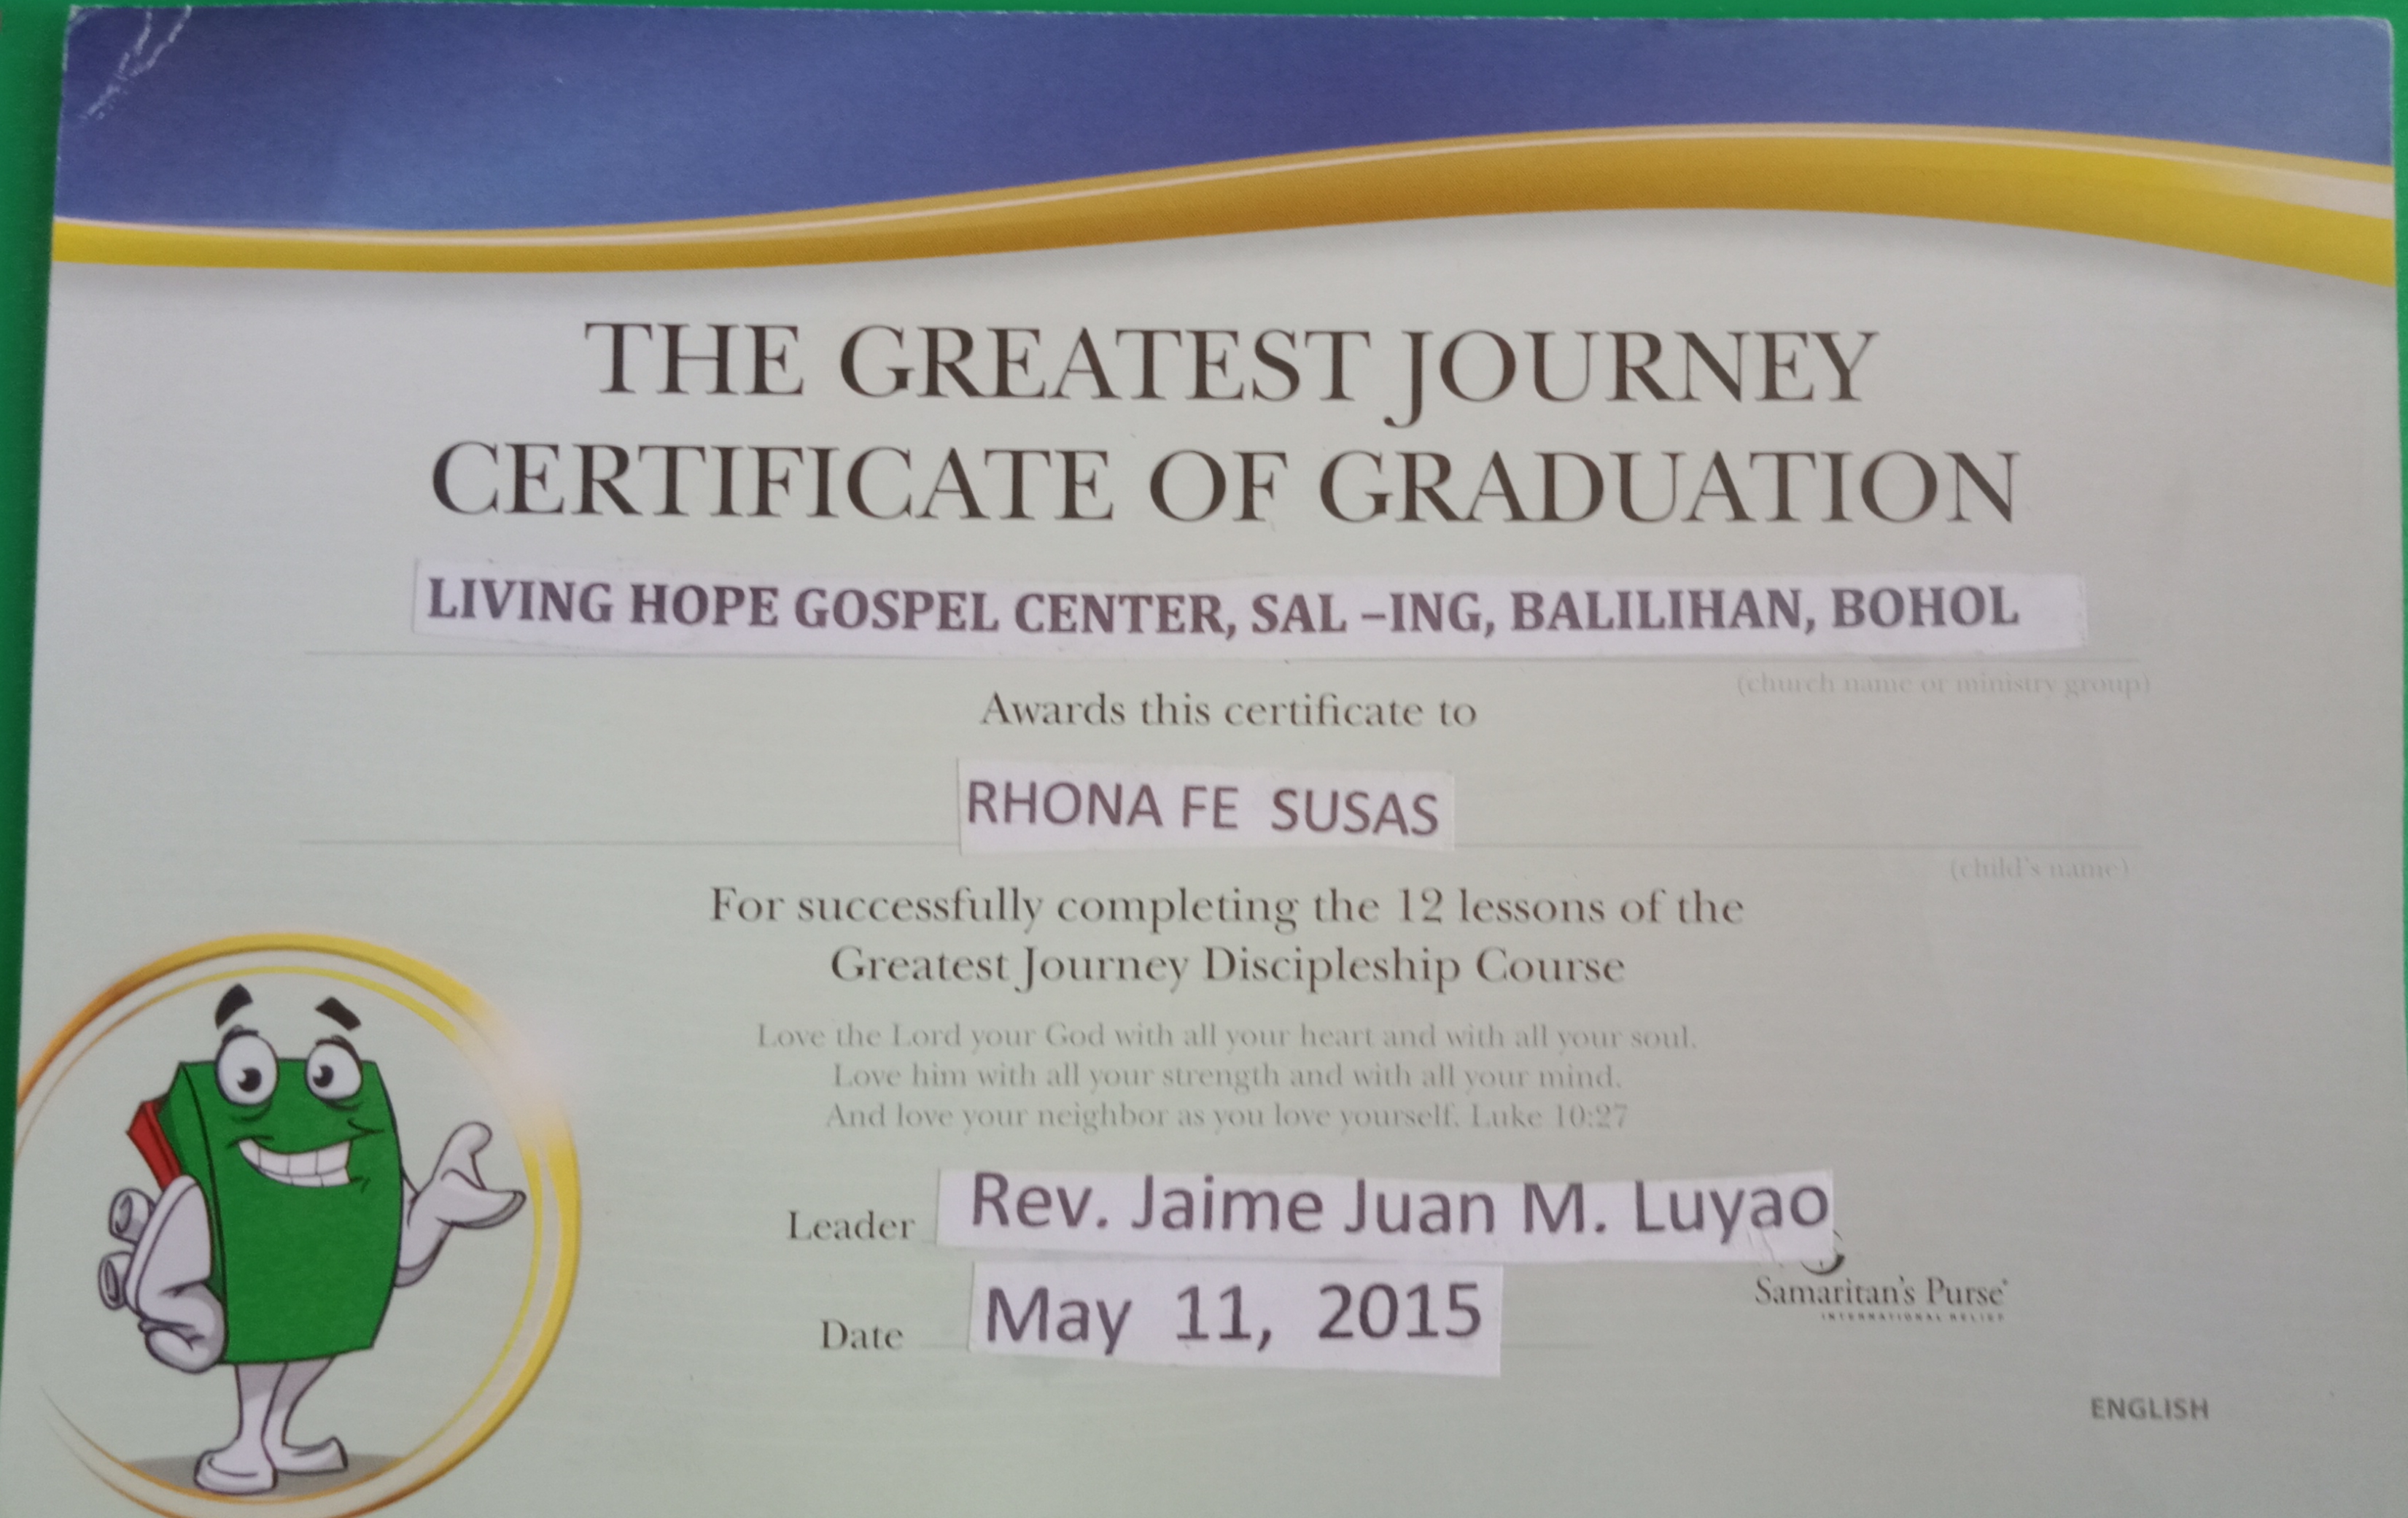 THE GREATEST JOURNEY
CERTIFICATE OF GRADUATION
LIVING HOPE GOSPEL CENTER, SAL –ING, BALILIHAN, BOHOL
(church name or ministry group)
Awards this certificate to
RHONA FE SUSAS
(child's name)
For successfully completing the 12 lessons of the
Greatest Journey Discipleship Course
Love the Lord your God with all your heart and with all your soul.
Love him with all your strength and with all your mind.
And love your neighbor as you love yourself. Luke 10:27
Leader Rev. Jaime Juan M. Luyao
Date May 11, 2015
Samaritan's Purse®
INTERNATIONAL RELIEF
ENGLISH